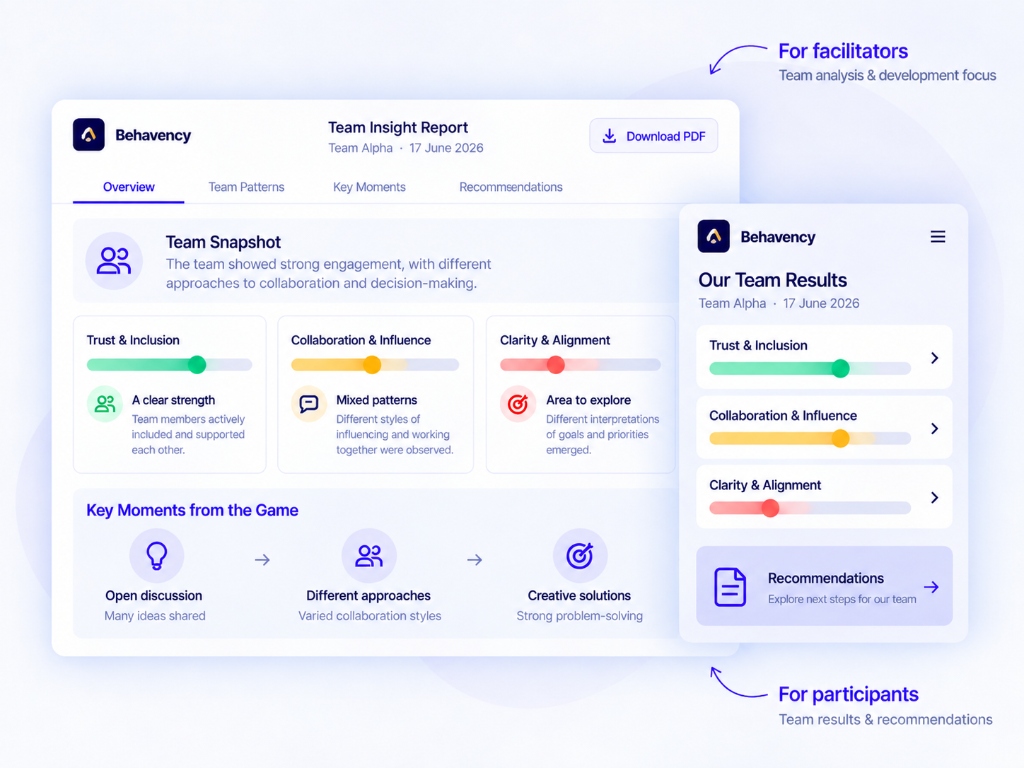 For facilitators
Team analysis & development focus
Behavency
Team Insight Report
Team Alpha · 17 June 2026
Download PDF
Overview
Team Patterns
Key Moments
Recommendations
Team Snapshot
The team showed strong engagement, with different
approaches to collaboration and decision-making.
Trust & Inclusion
A clear strength
Team members actively
included and supported
each other.
Collaboration & Influence
Mixed patterns
Different styles of
influencing and working
together were observed.
Clarity & Alignment
Area to explore
Different interpretations
of goals and priorities
emerged.
Key Moments from the Game
Open discussion
Many ideas shared
Different approaches
Varied collaboration styles
Creative solutions
Strong problem-solving
Behavency
Our Team Results
Team Alpha · 17 June 2026
Trust & Inclusion
Collaboration & Influence
Clarity & Alignment
Recommendations
Explore next steps for our team
For participants
Team results & recommendations